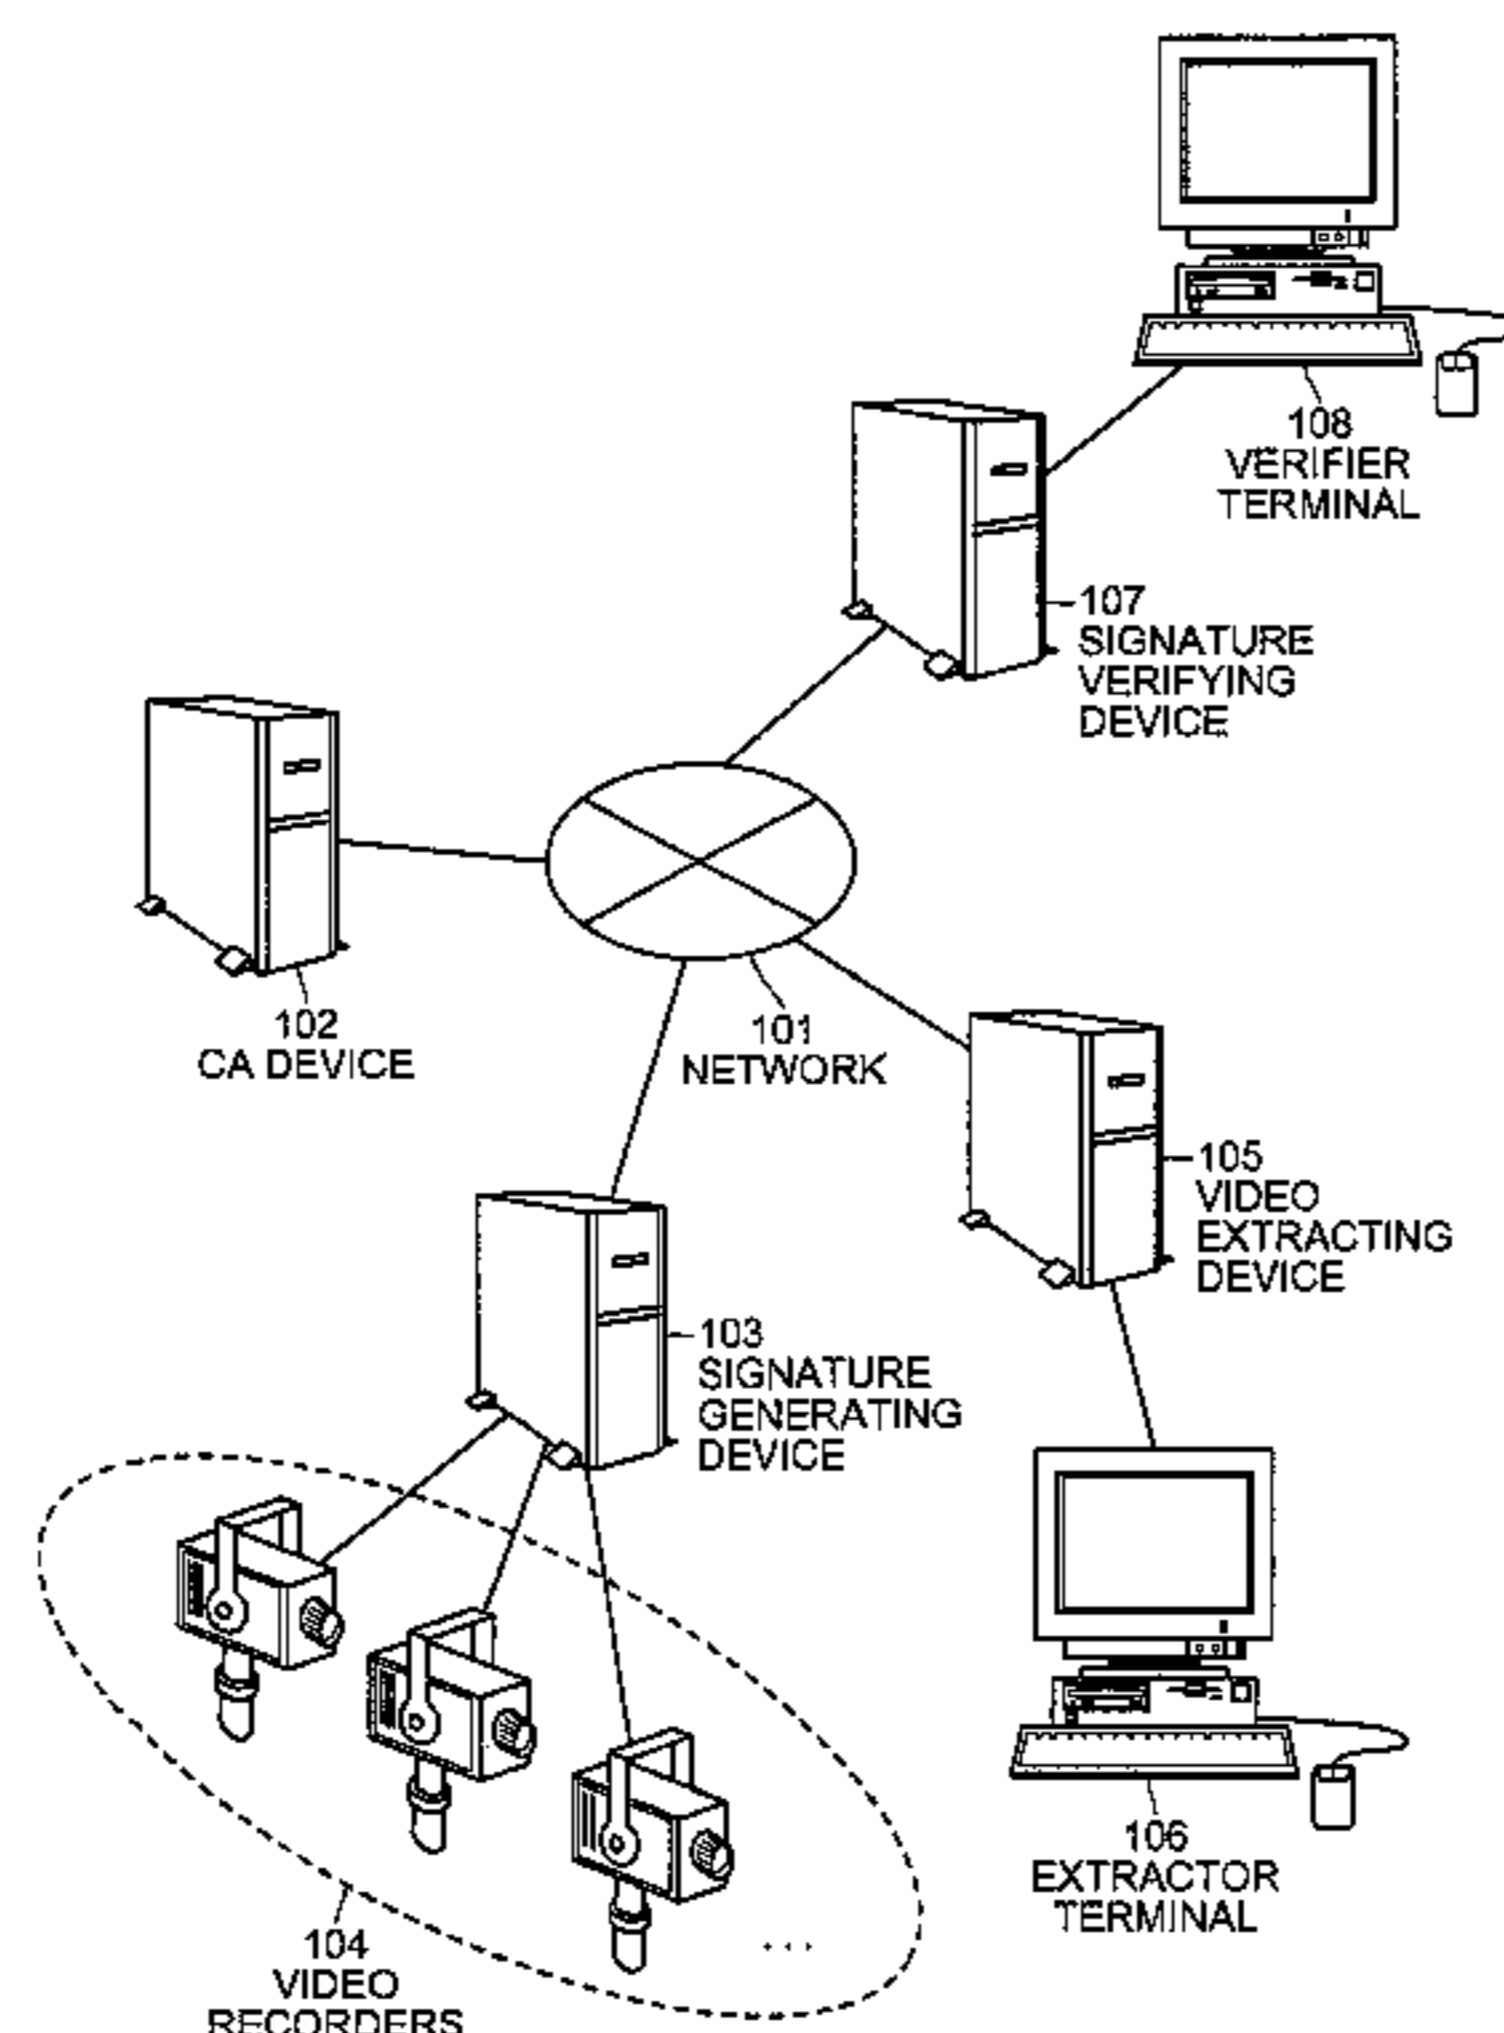 108
VERIFIER
TERMINAL
107
SIGNATURE
VERIFYING
DEVICE
102
CA DEVICE
101
NETWORK
105
VIDEO
EXTRACTING
DEVICE
103
SIGNATURE
GENERATING
DEVICE
106
EXTRACTOR
TERMINAL
104
VIDEO
RECORDERS
...